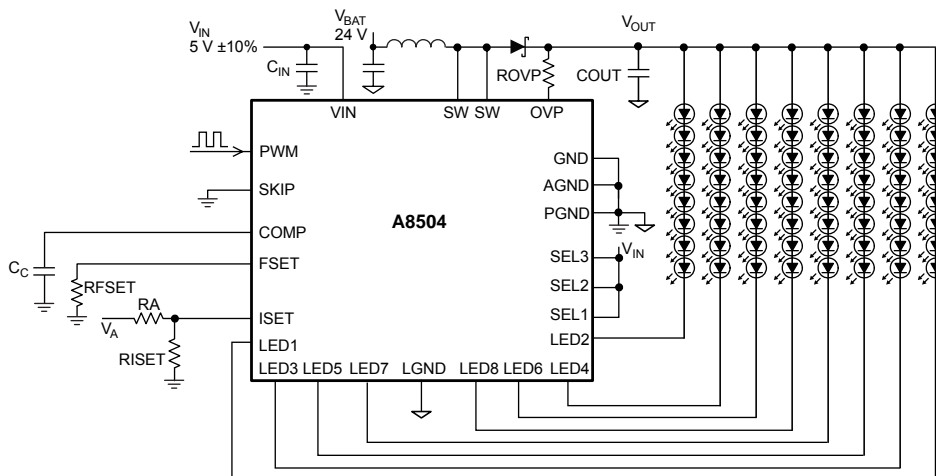 VIN
5 V ±10%
VBAT
24 V
VOUT
CIN
ROVP
COUT
VIN
SW
SW
OVP
PWM
GND
SKIP
AGND
A8504
PGND
COMP
VIN
CC
FSET
SEL3
RFSET
SEL2
RA
VA
ISET
SEL1
RISET
LED1
LED2
LED3
LED5
LED7
LGND
LED8
LED6
LED4